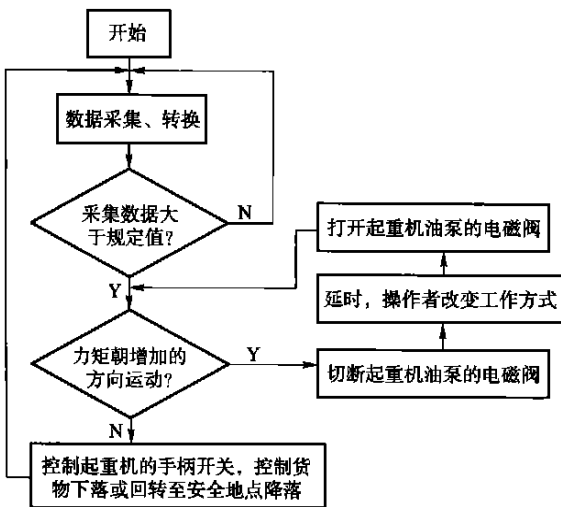 开始
数据采集、转换
采集数据大
于规定值?
N
Y
打开起重机油泵的电磁阀
延时，操作者改变工作方式
力矩朝增加的
方向运动?
Y
切断起重机油泵的电磁阀
N
控制起重机的手柄开关，控制货
物下落或回转至安全地点降落